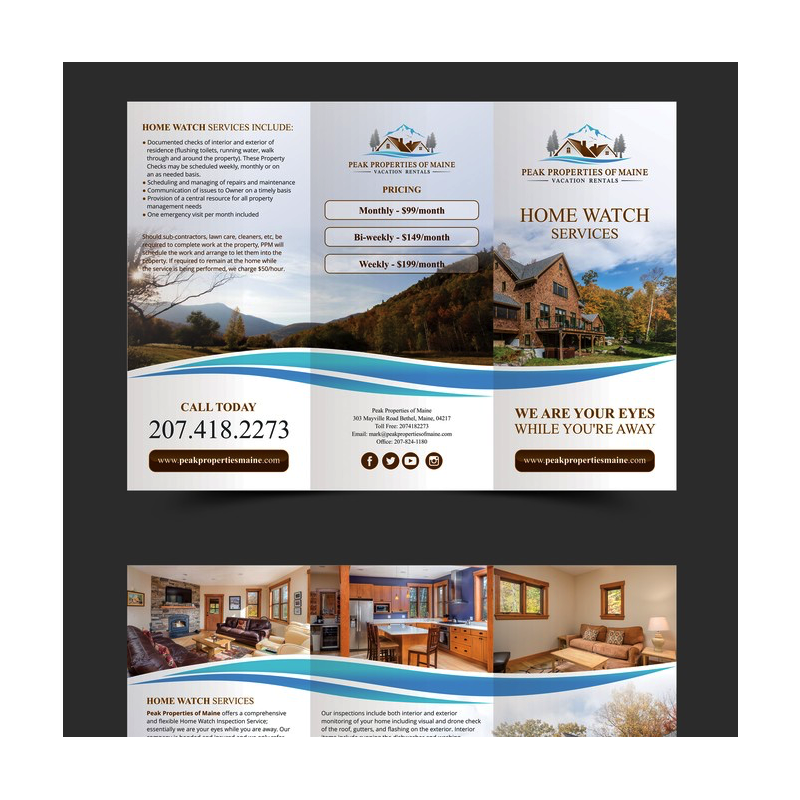 HOME WATCH SERVICES INCLUDE:
● Documented checks of interior and exterior of
residence (flushing toilets, running water, walk
through and around the property). These Property
Checks may be scheduled weekly, monthly or on
an as needed basis.
● Scheduling and managing of repairs and maintenance
● Communication of issues to Owner on a timely basis
● Provision of a central resource for all property
management needs
● One emergency visit per month included
Should sub-contractors, lawn care, cleaners, etc, be
required to complete work at the property, PPM will
schedule the work and arrange to let them into the
property. If required to remain at the home while
the service is being performed, we charge $50/hour.
CALL TODAY
207.418.2273
www.peakpropertiesmaine.com
PEAK PROPERTIES OF MAINE
VACATION RENTALS
PRICING
Monthly - $99/month
Bi-weekly - $149/month
Weekly - $199/month
Peak Properties of Maine
303 Mayville Road Bethel, Maine, 04217
Toll Free: 2074182273
Email: mark@peakpropertiesofmaine.com
Office: 207-824-1180
PEAK PROPERTIES OF MAINE
VACATION RENTALS
HOME WATCH
SERVICES
WE ARE YOUR EYES
WHILE YOU'RE AWAY
www.peakpropertiesmaine.com
HOME WATCH SERVICES
Peak Properties of Maine offers a comprehensive
and flexible Home Watch Inspection Service;
essentially we are your eyes while you are away. Our
Our inspections include both interior and exterior
monitoring of your home including visual and drone check
of the roof, gutters, and flashing on the exterior. Interior